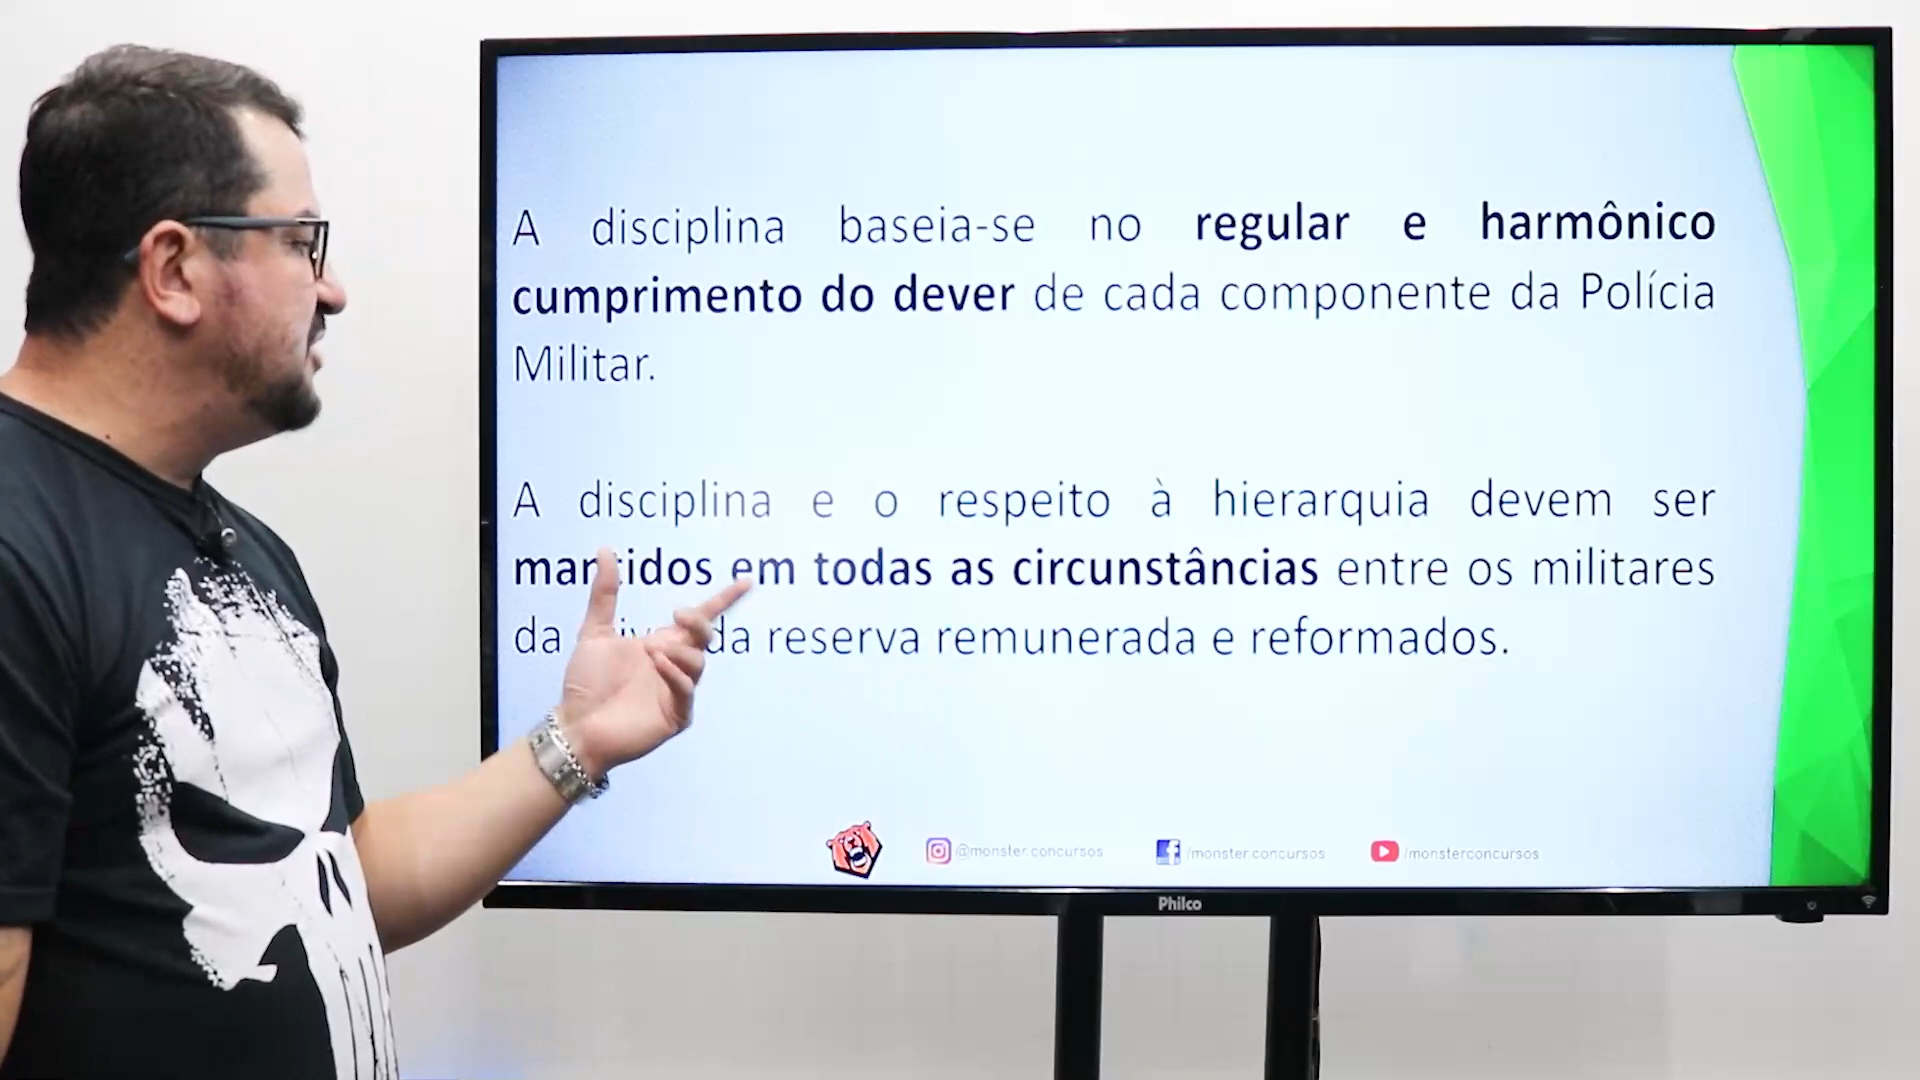 A disciplina baseia-se no regular e harmônico
cumprimento do dever de cada componente da Polícia
Militar.
A disciplina e o respeito à hierarquia devem ser
mantidos em todas as circunstâncias entre os militares
da da reserva remunerada e reformados.
@monster.concursos
/monster.concursos
/monsterconcursos
Philco